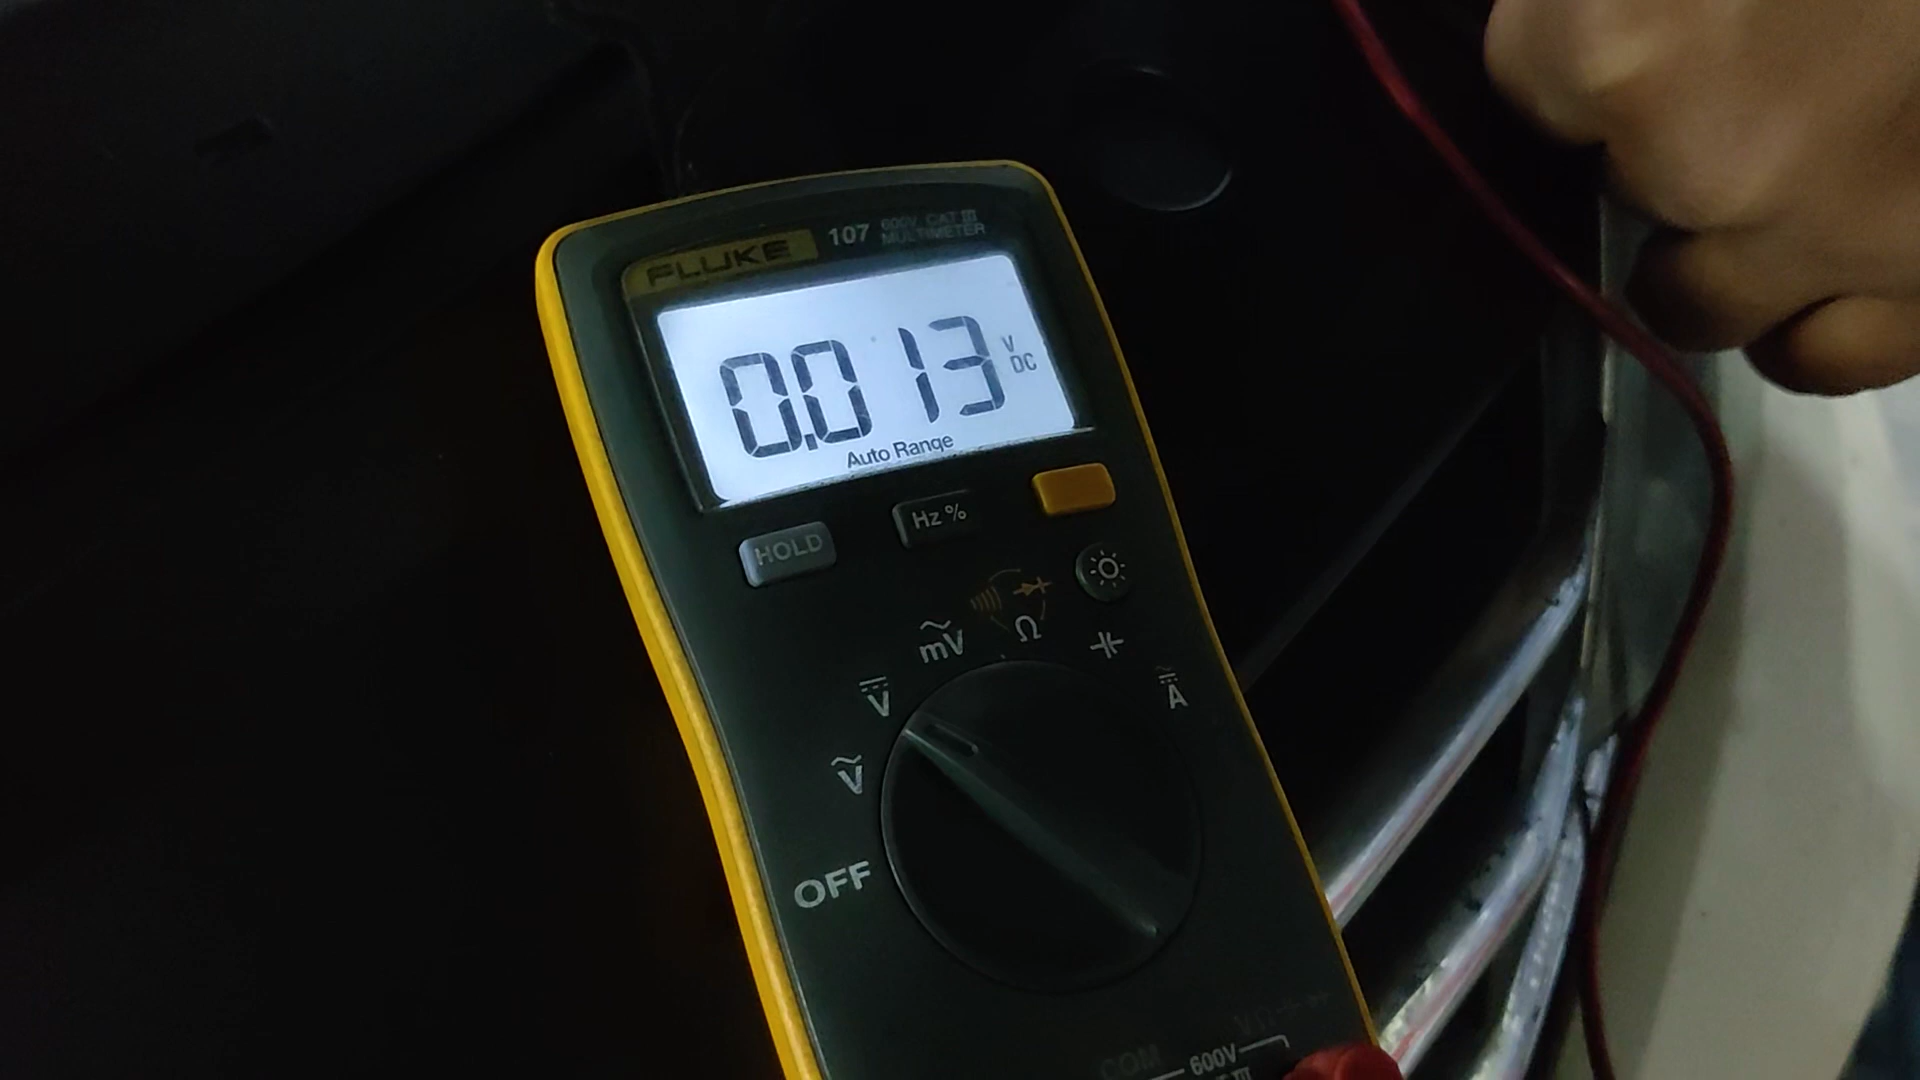 FLUKE 107 600V CAT III
MULTIMETER
0.013 V
DC
Auto Range
HOLD Hz %
mV Ω
V A
V
OFF
COM
600V